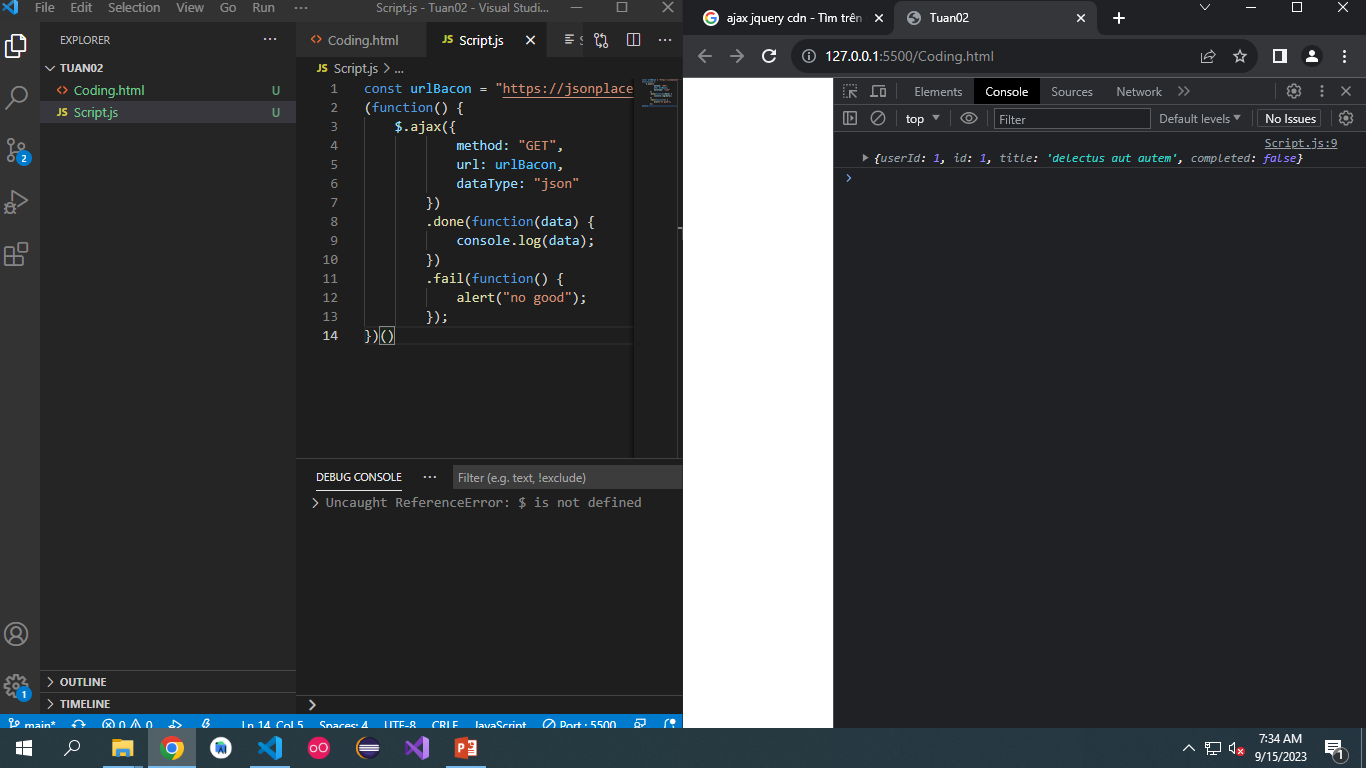 File Edit Selection View Go Run ··· Script.js - Tuan02 - Visual Studi...
EXPLORER ···
TUAN02
<> Coding.html U
JS Script.js U
OUTLINE
TIMELINE
<> Coding.html JS Script.js
JS Script.js > ...
1 const urlBacon = "https://jsonplace
2 (function() {
3 $.ajax({
4 method: "GET",
5 url: urlBacon,
6 dataType: "json"
7 })
8 .done(function(data) {
9 console.log(data);
10 })
11 .fail(function() {
12 alert("no good");
13 });
14 })()
DEBUG CONSOLE ··· Filter (e.g. text, !exclude)
Uncaught ReferenceError: $ is not defined
main* 0 0 Ln 14, Col 5 Spaces: 4 UTF-8 CRLF JavaScript Port : 5500
2
1
ajax jquery cdn - Tìm trên Tuan02
127.0.0.1:5500/Coding.html
Elements Console Sources Network
top Filter Default levels No Issues
Script.js:9
{userId: 1, id: 1, title: 'delectus aut autem', completed: false}
7:34 AM
9/15/2023
1